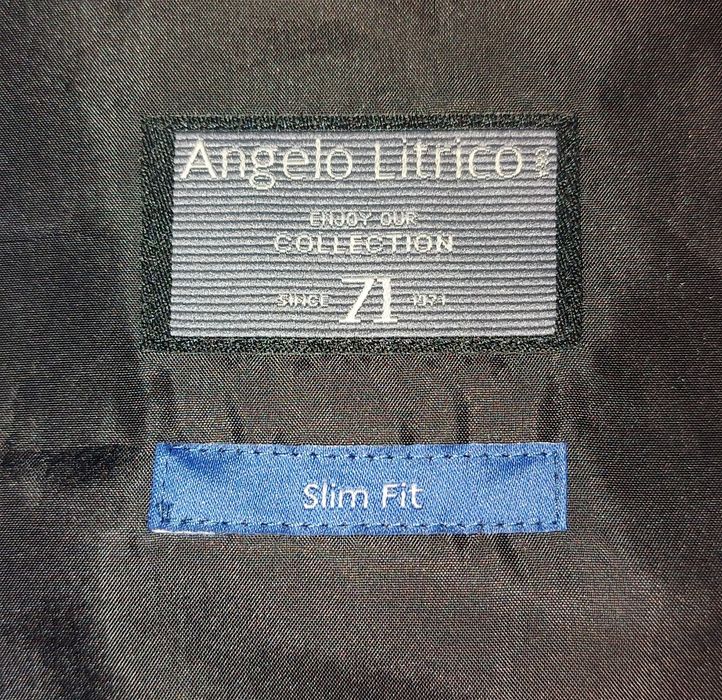 Angelo Litrico
ENJOY OUR
COLLECTION
SINCE 71 1971
Slim Fit